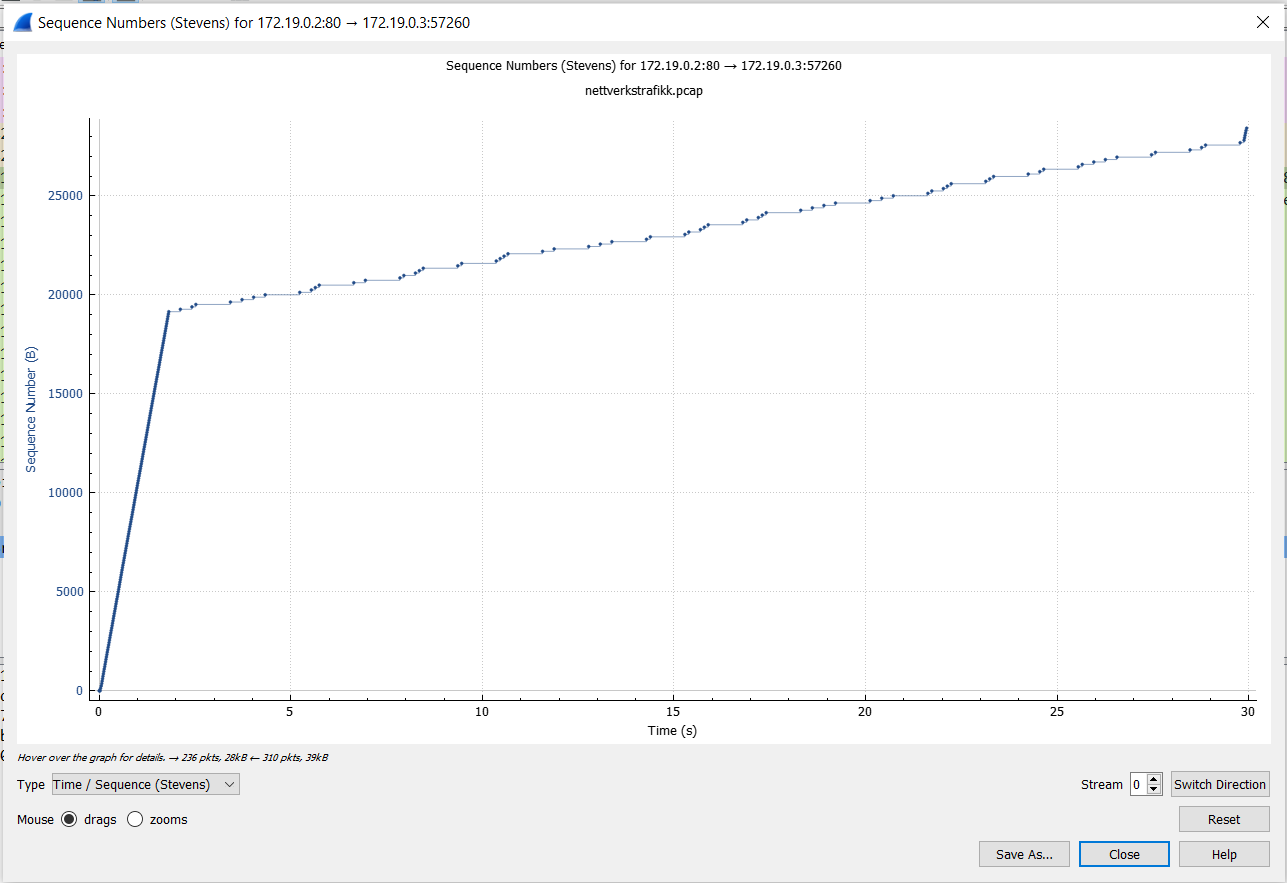 Sequence Numbers (Stevens) for 172.19.0.2:80 → 172.19.0.3:57260
Sequence Numbers (Stevens) for 172.19.0.2:80 → 172.19.0.3:57260
nettverkstrafikk.pcap
Sequence Number (B)
25000
20000
15000
10000
5000
0
0 5 10 15 20 25 30
Time (s)
Hover over the graph for details. → 236 pkts, 28kB ← 310 pkts, 39kB
Type Time / Sequence (Stevens) Stream 0 Switch Direction
Mouse drags zooms Reset
Save As... Close Help